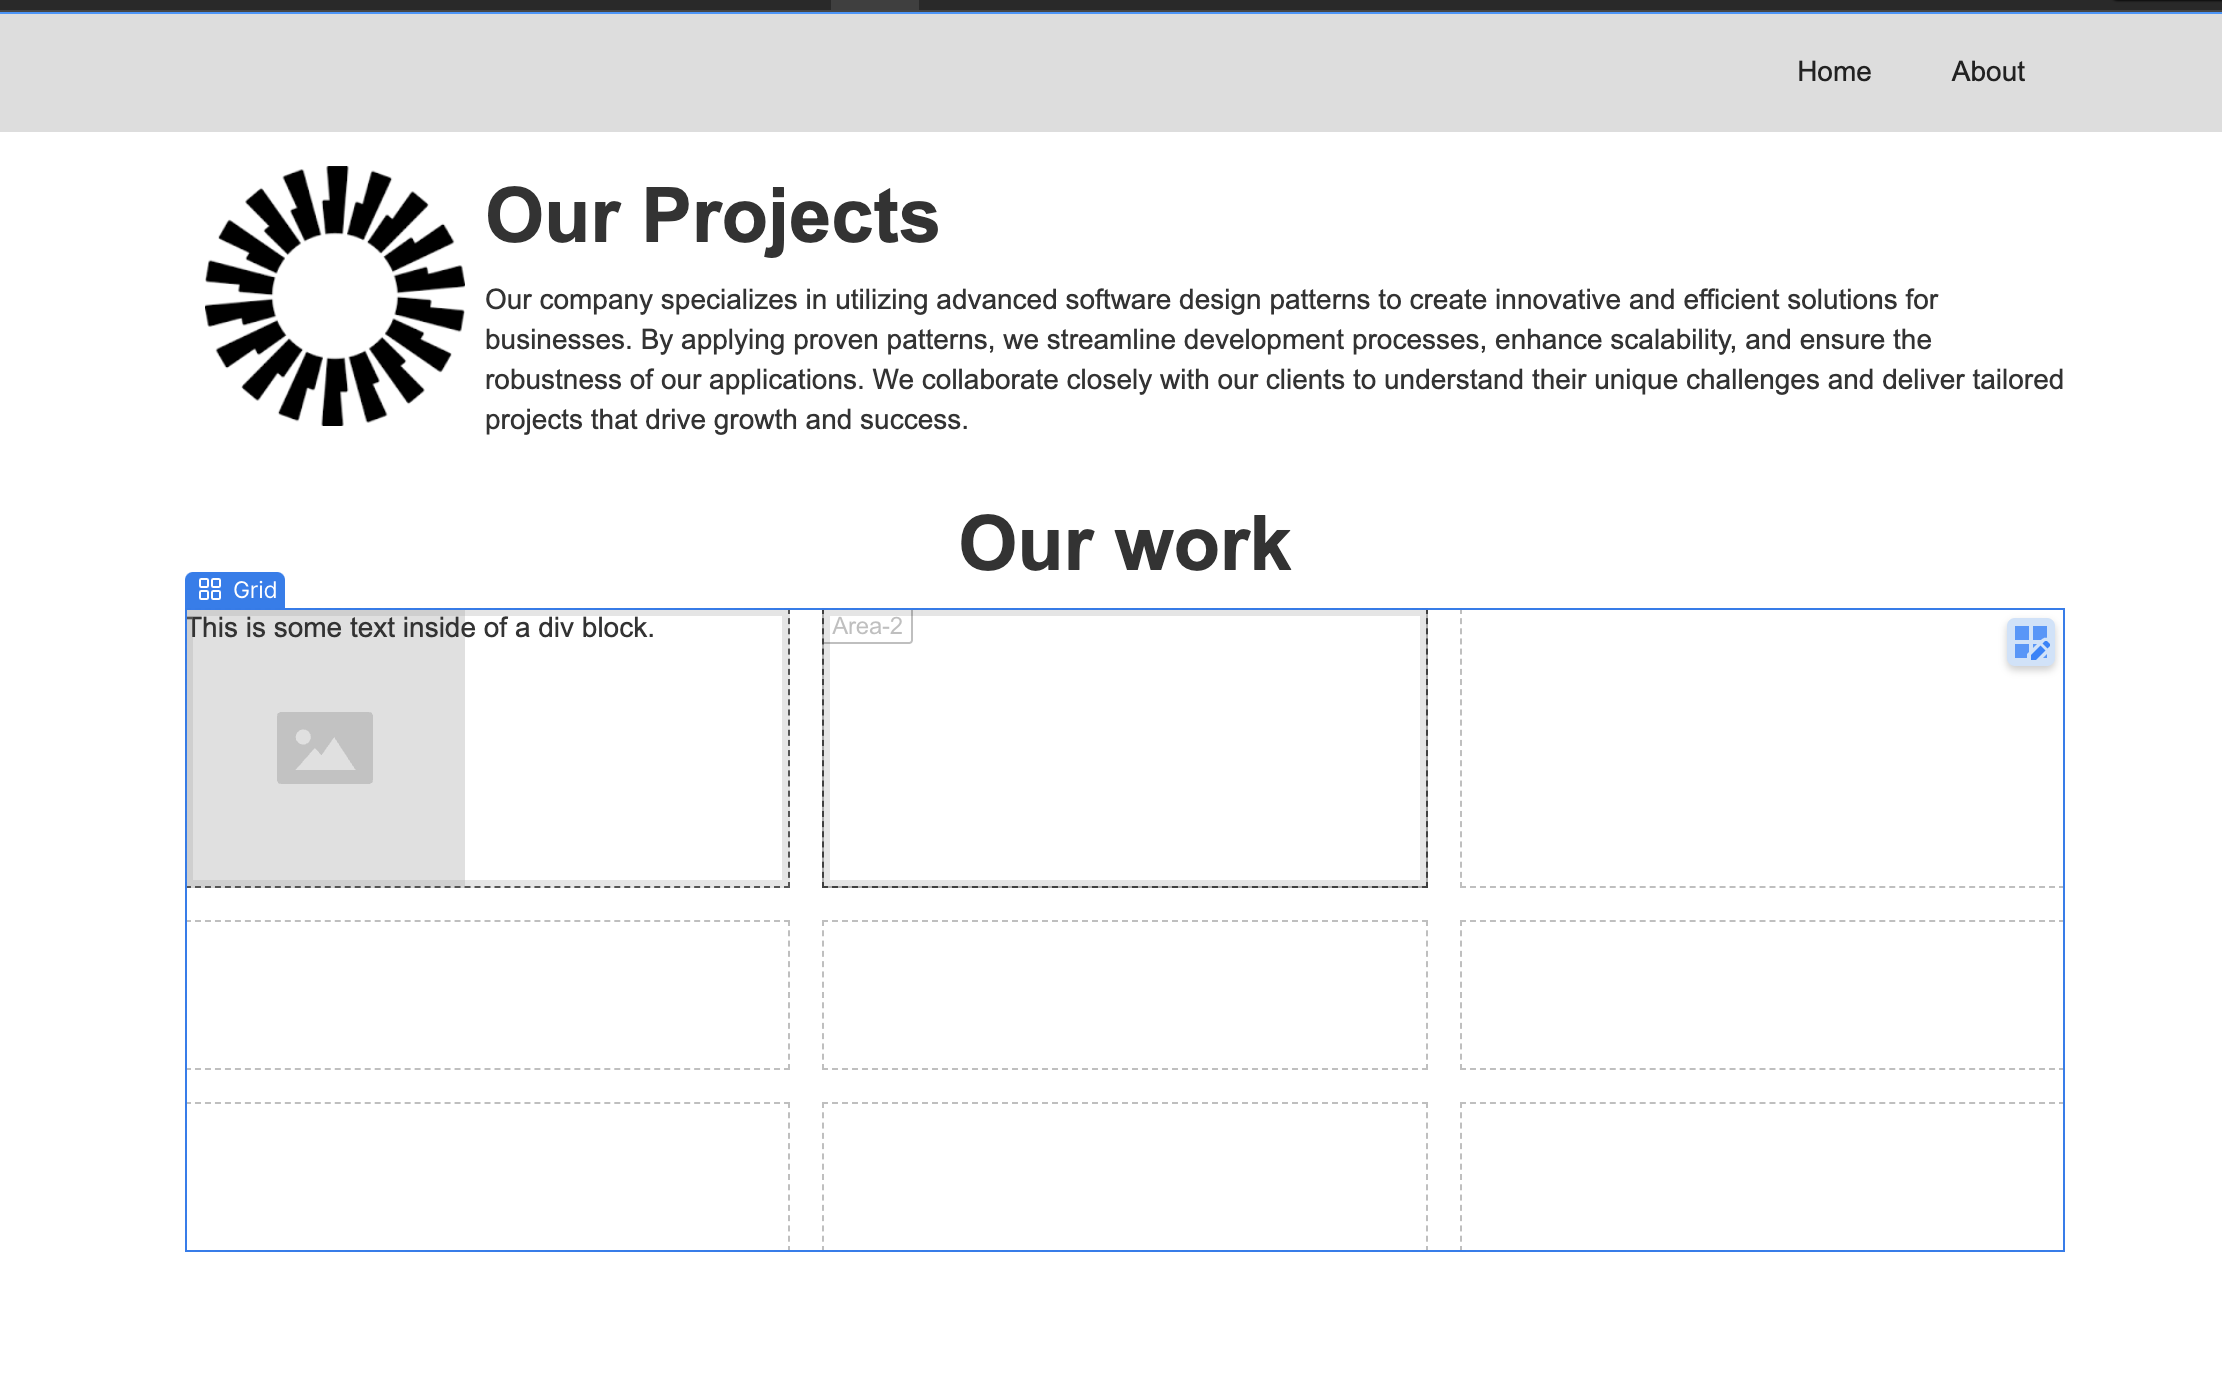 Home About
Our Projects
Our company specializes in utilizing advanced software design patterns to create innovative and efficient solutions for
businesses. By applying proven patterns, we streamline development processes, enhance scalability, and ensure the
robustness of our applications. We collaborate closely with our clients to understand their unique challenges and deliver tailored
projects that drive growth and success.
Our work
Grid
This is some text inside of a div block.
Area-2